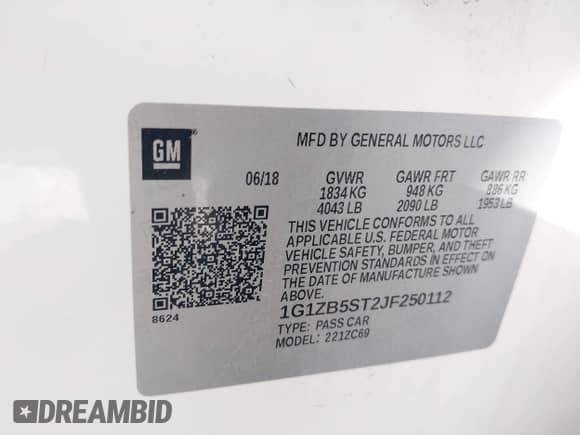 GM
MFD BY GENERAL MOTORS LLC
06/18 GVWR GAWR FRT GAWR RR
1834 KG 948 KG 886 KG
4043 LB 2090 LB 1953 LB
THIS VEHICLE CONFORMS TO ALL
APPLICABLE U.S. FEDERAL MOTOR
VEHICLE SAFETY, BUMPER, AND THEFT
PREVENTION STANDARDS IN EFFECT ON
THE DATE OF MANUFACTURE SHOWN
ABOVE.
8624
1G1ZB5ST2JF250112
TYPE: PASS CAR
MODEL: 221ZC69
DREAMBID